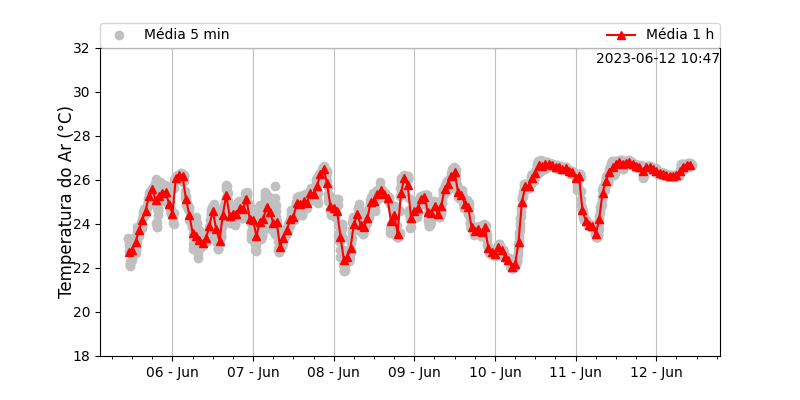 Média 5 min
Média 1 h
2023-06-12 10:47
Temperatura do Ar (°C)
32
30
28
26
24
22
20
18
06 - Jun
07 - Jun
08 - Jun
09 - Jun
10 - Jun
11 - Jun
12 - Jun